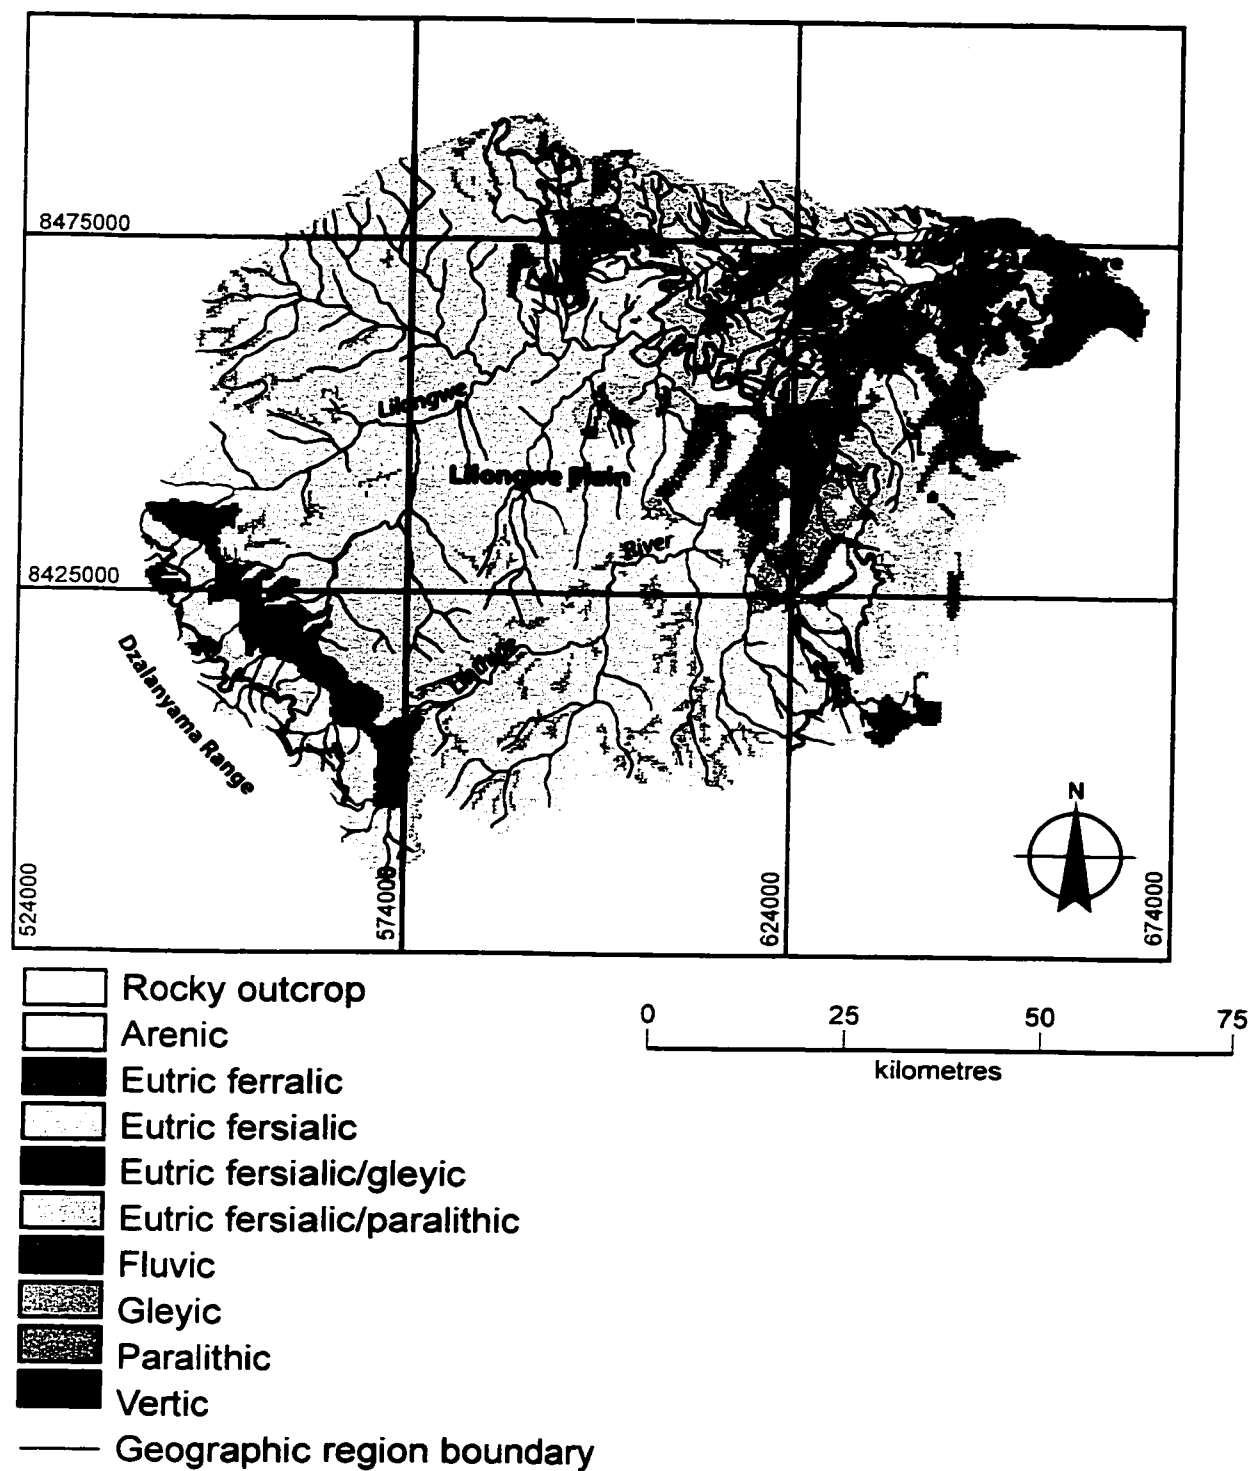 8475000
Lilongwe
Lilongwe Plain
River
8425000
Dzalanyama Range
N
524000
574000
624000
674000
Rocky outcrop
Arenic
Eutric ferralic
Eutric fersialic
Eutric fersialic/gleyic
Eutric fersialic/paralithic
Fluvic
Gleyic
Paralithic
Vertic
Geographic region boundary
0 25 50 75
kilometres